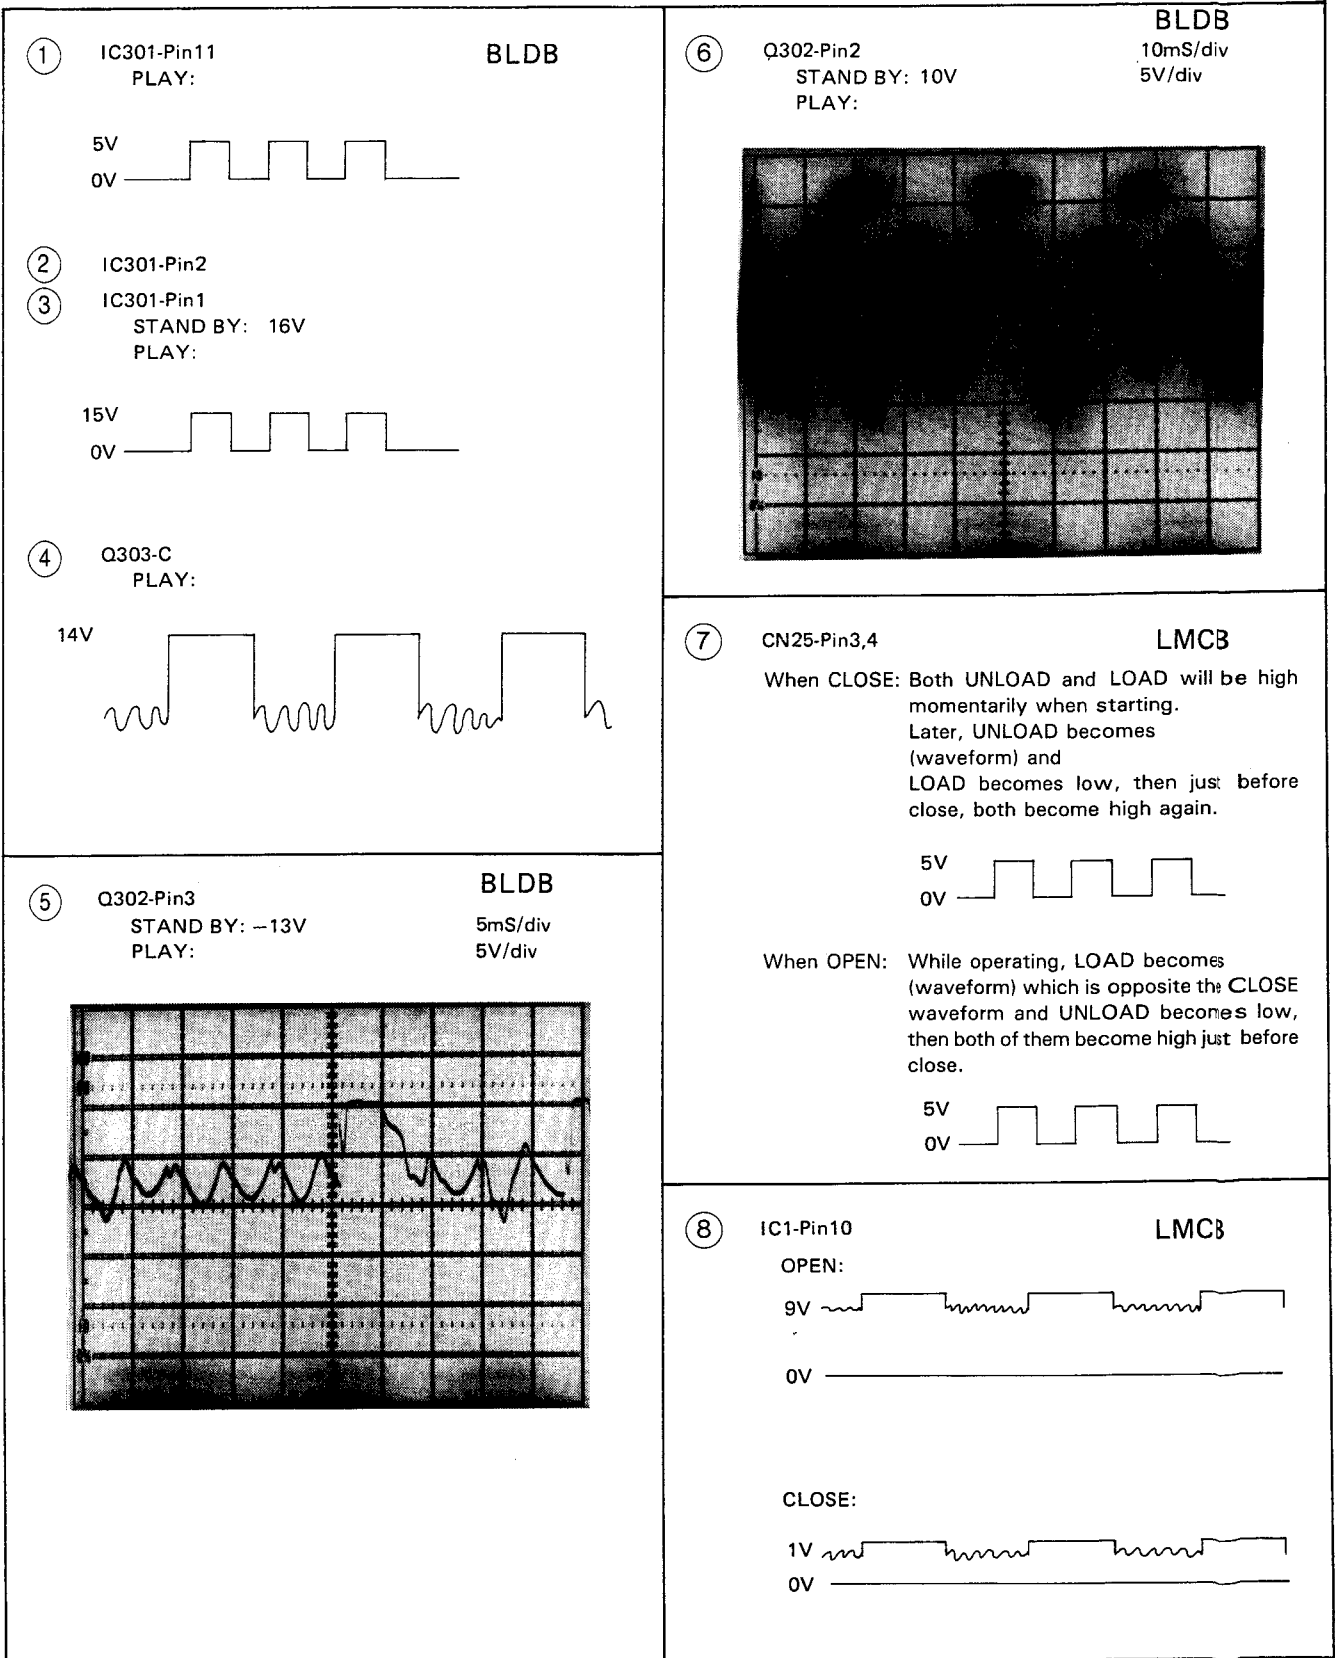 1 IC301-Pin11 BLDB
PLAY:
5V
0V
2 IC301-Pin2
3 IC301-Pin1
STAND BY: 16V
PLAY:
15V
0V
4 Q303-C
PLAY:
14V
5 Q302-Pin3 BLDB
STAND BY: –13V 5mS/div
PLAY: 5V/div
6 Q302-Pin2 BLDB
STAND BY: 10V 10mS/div
PLAY: 5V/div
7 CN25-Pin3,4 LMCB
When CLOSE: Both UNLOAD and LOAD will be high
momentarily when starting.
Later, UNLOAD becomes
(waveform) and
LOAD becomes low, then just before
close, both become high again.
5V
0V
When OPEN: While operating, LOAD becomes
(waveform) which is opposite the CLOSE
waveform and UNLOAD becomes low,
then both of them become high just before
close.
5V
0V
8 IC1-Pin10 LMCB
OPEN:
9V
0V
CLOSE:
1V
0V